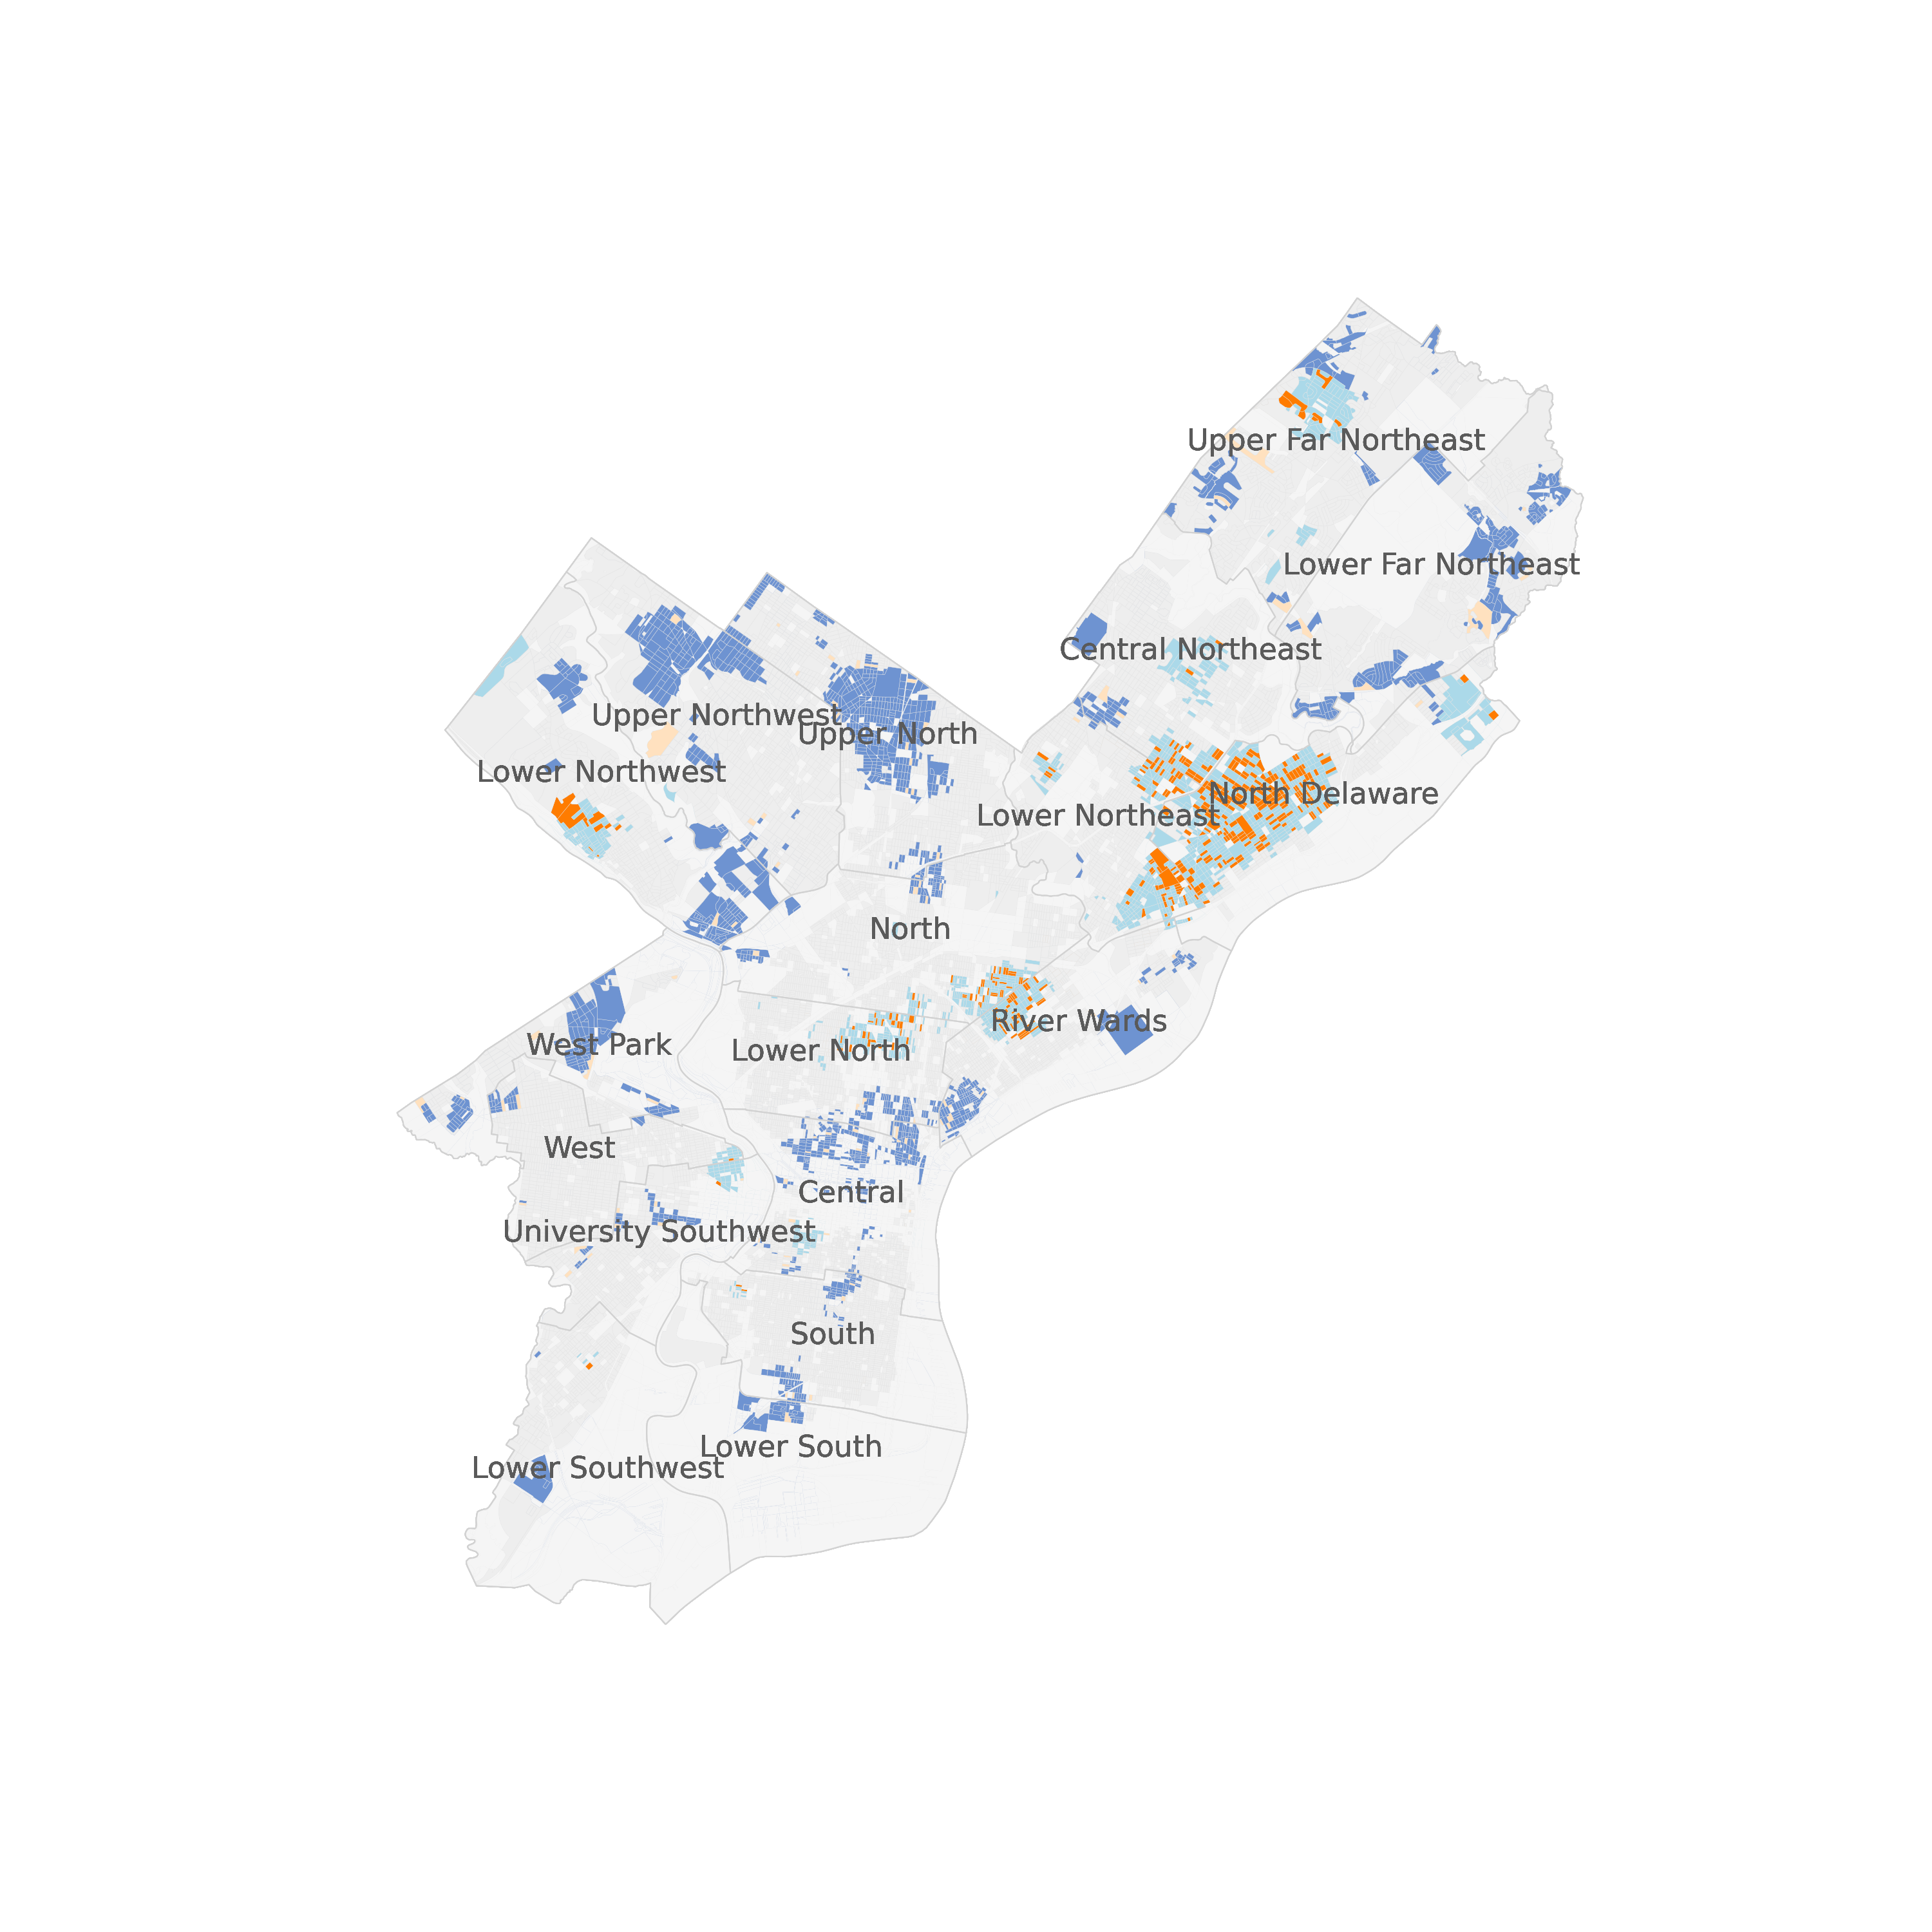 Upper Far Northeast
Lower Far Northeast
Central Northeast
Upper Northwest
Upper North
Lower Northwest
North Delaware
Lower Northeast
North
River Wards
West Park
Lower North
West
Central
University Southwest
South
Lower South
Lower Southwest